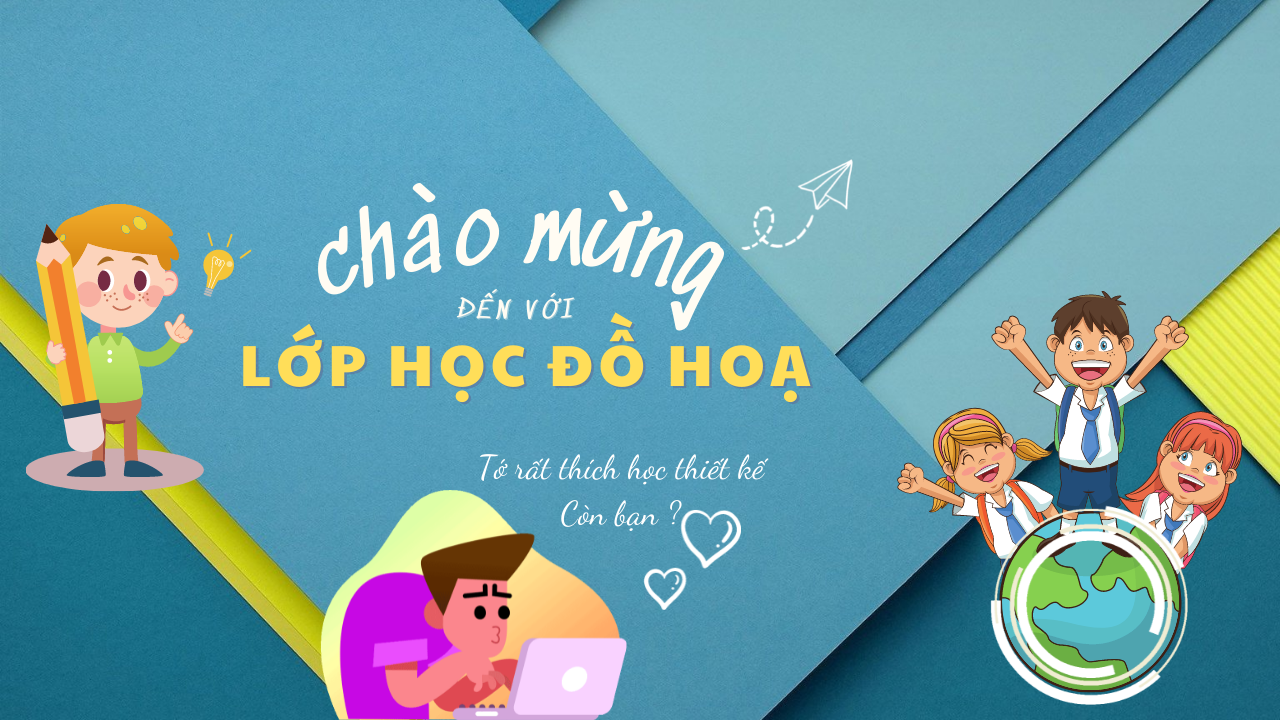 chào mừng
ĐẾN VỚI
LỚP HỌC ĐỒ HOẠ
Tớ rất thích học thiết kế
Còn bạn ?